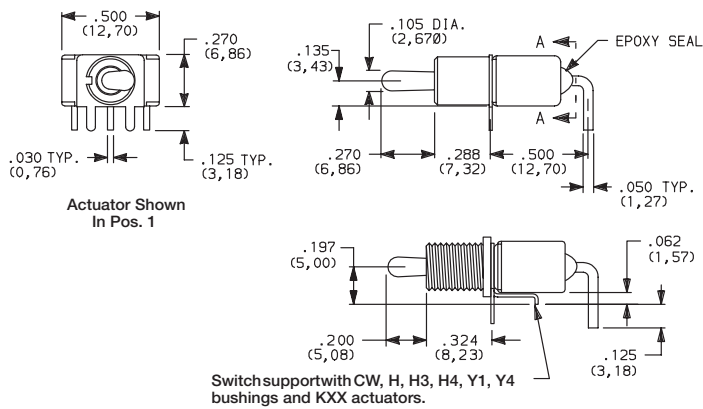 .500
(12,70)
.270
(6,86)
.030 TYP.
(0,76)
.125 TYP.
(3,18)
Actuator Shown
In Pos. 1
.105 DIA.
(2,67Ø)
.135
(3,43)
A
EPOXY SEAL
A
.270
(6,86)
.288
(7,32)
.500
(12,70)
.050 TYP.
(1,27)
.197
(5,00)
.062
(1,57)
.200
(5,08)
.324
(8,23)
.125
(3,18)
Switch support with CW, H, H3, H4, Y1, Y4
bushings and KXX actuators.